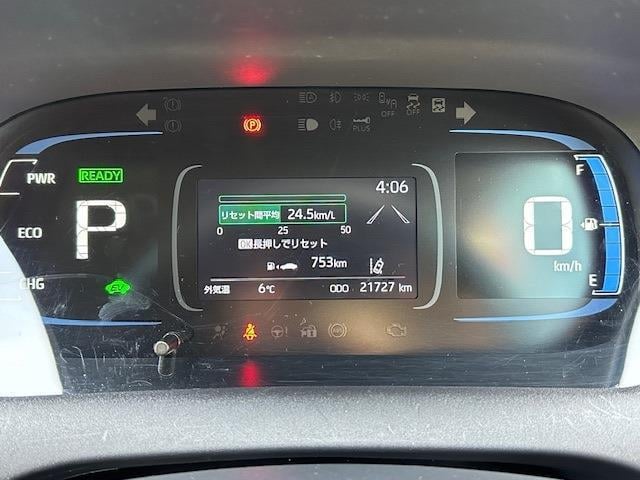 OFF
OFF
PLUS
PWR
READY
ECO
CHG
P
EV
4:06
リセット間平均 24.5km/L
0 25 50
OK長押しでリセット
753km
外気温 6℃ ODO 21727 km
F
E
0
km/h